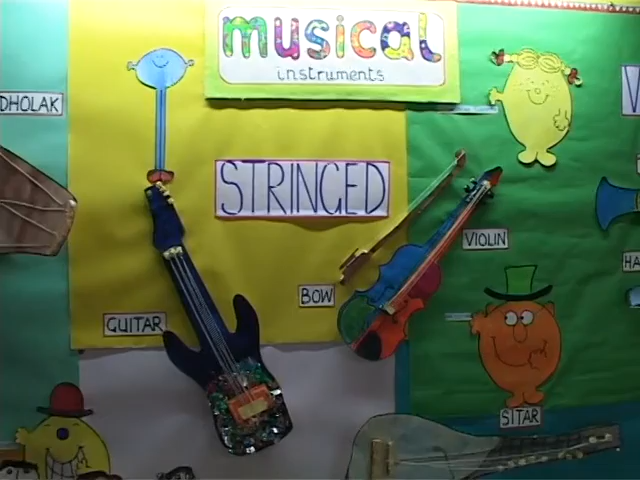 musical
instruments
DHOLAK
STRINGED
VIOLIN
BOW
GUITAR
SITAR